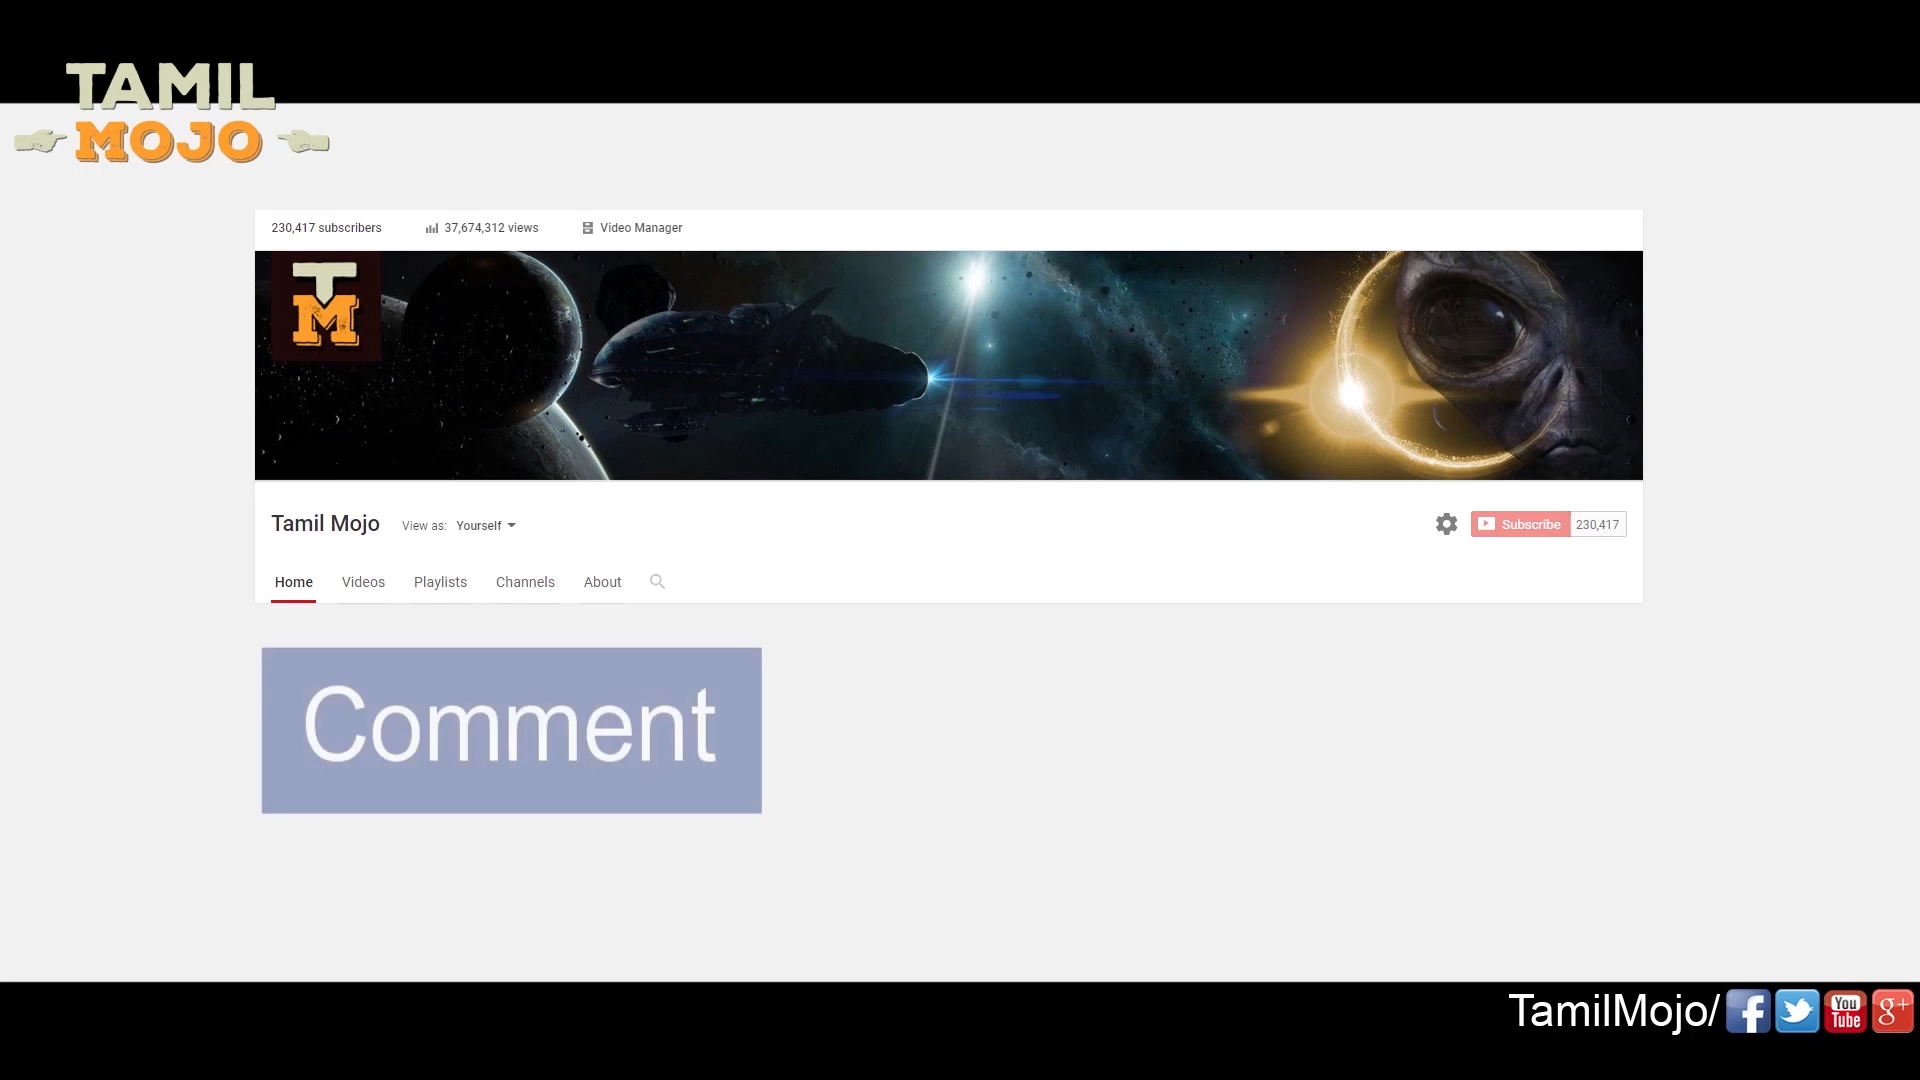 TAMIL
MOJO
230,417 subscribers 37,674,312 views Video Manager
T
M
Tamil Mojo View as: Yourself Subscribe 230,417
Home Videos Playlists Channels About
Comment
TamilMojo/ f You Tube g+